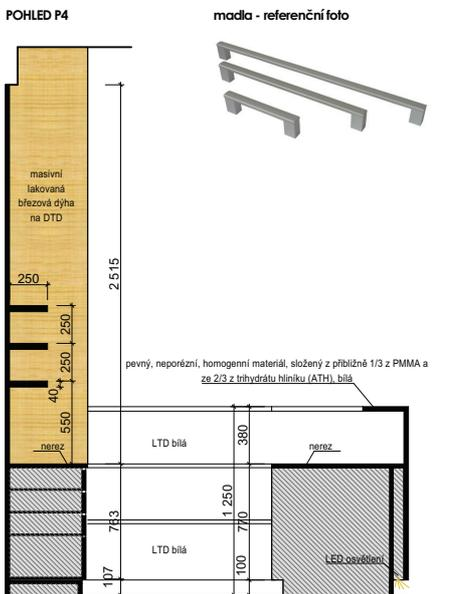 POHLED P4
madla - referenční foto
masivní
lakovaná
březová dýha
na DTD
250
2 515
250
250
40
550
pevný, neporézní, homogenní materiál, složený z přibližně 1/3 z PMMA a
ze 2/3 z trihydrátu hliníku (ATH), bílá
nerez
LTD bílá
380
nerez
763
1 250
770
LTD bílá
107
100
LED osvětlení